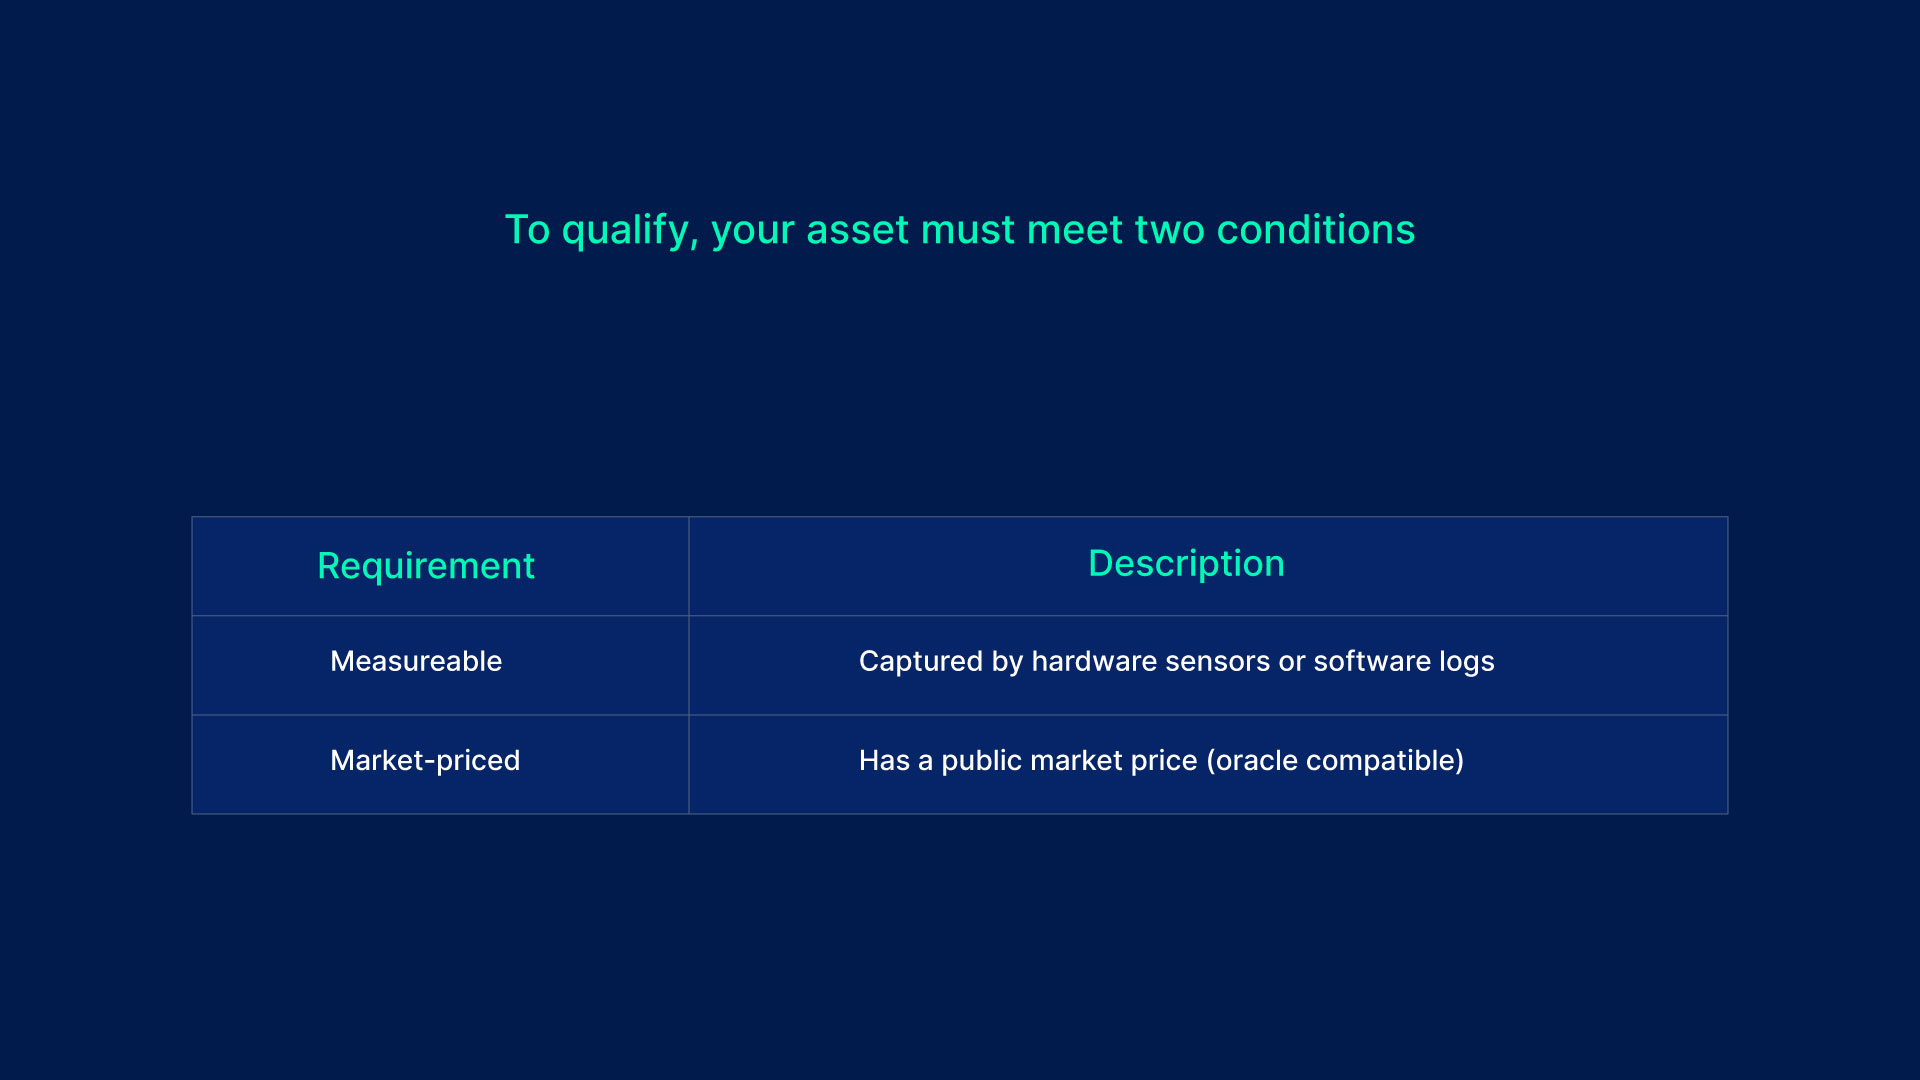 To qualify, your asset must meet two conditions
Requirement
Description
Measureable
Captured by hardware sensors or software logs
Market-priced
Has a public market price (oracle compatible)